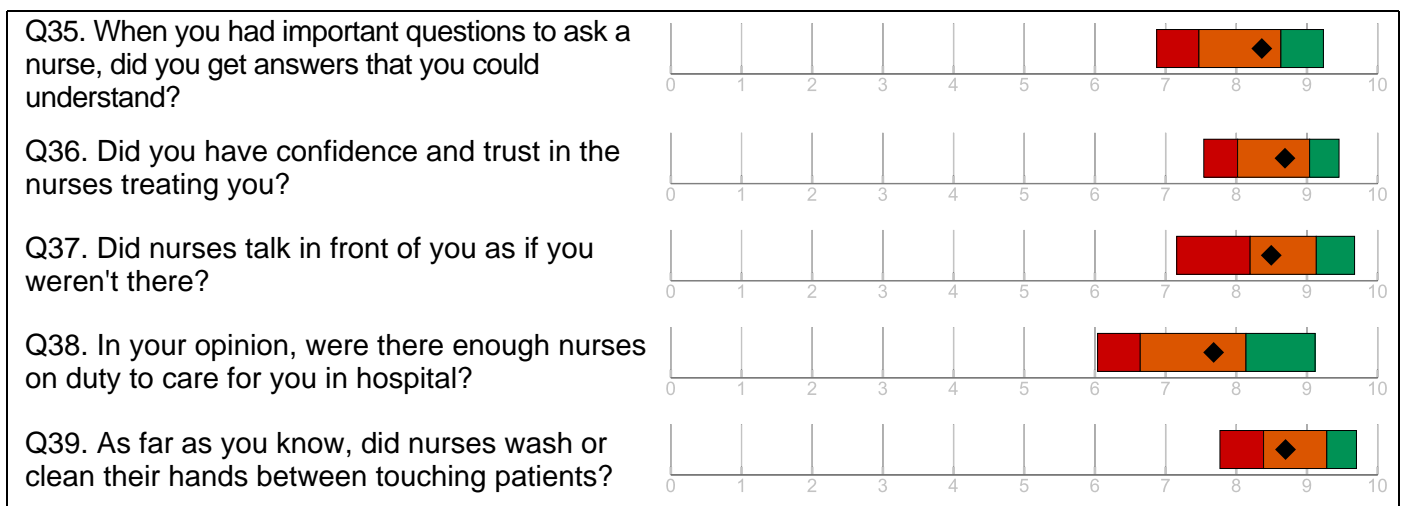 Q35. When you had important questions to ask a
nurse, did you get answers that you could
understand?
0 1 2 3 4 5 6 7 8 9 10
Q36. Did you have confidence and trust in the
nurses treating you?
0 1 2 3 4 5 6 7 8 9 10
Q37. Did nurses talk in front of you as if you
weren't there?
0 1 2 3 4 5 6 7 8 9 10
Q38. In your opinion, were there enough nurses
on duty to care for you in hospital?
0 1 2 3 4 5 6 7 8 9 10
Q39. As far as you know, did nurses wash or
clean their hands between touching patients?
0 1 2 3 4 5 6 7 8 9 10